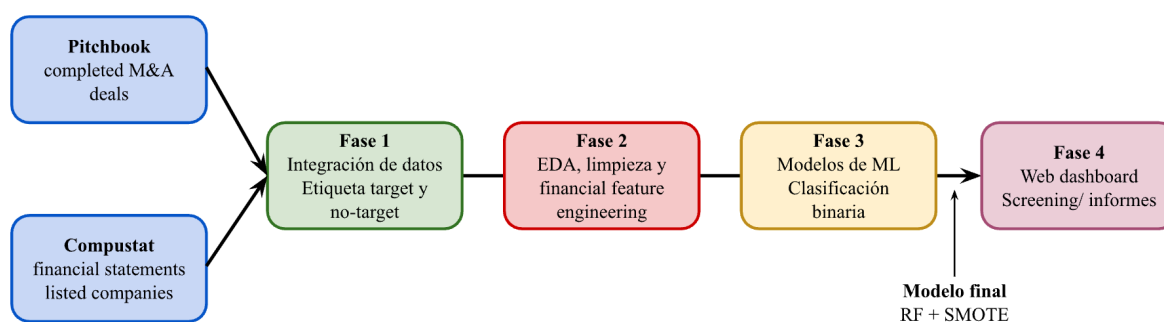 Pitchbook
completed M&A
deals
Compustat
financial statements
listed companies
Fase 1
Integración de datos
Etiqueta target y
no-target
Fase 2
EDA, limpieza y
financial feature
engineering
Fase 3
Modelos de ML
Clasificación
binaria
Fase 4
Web dashboard
Screening/ informes
Modelo final
RF + SMOTE